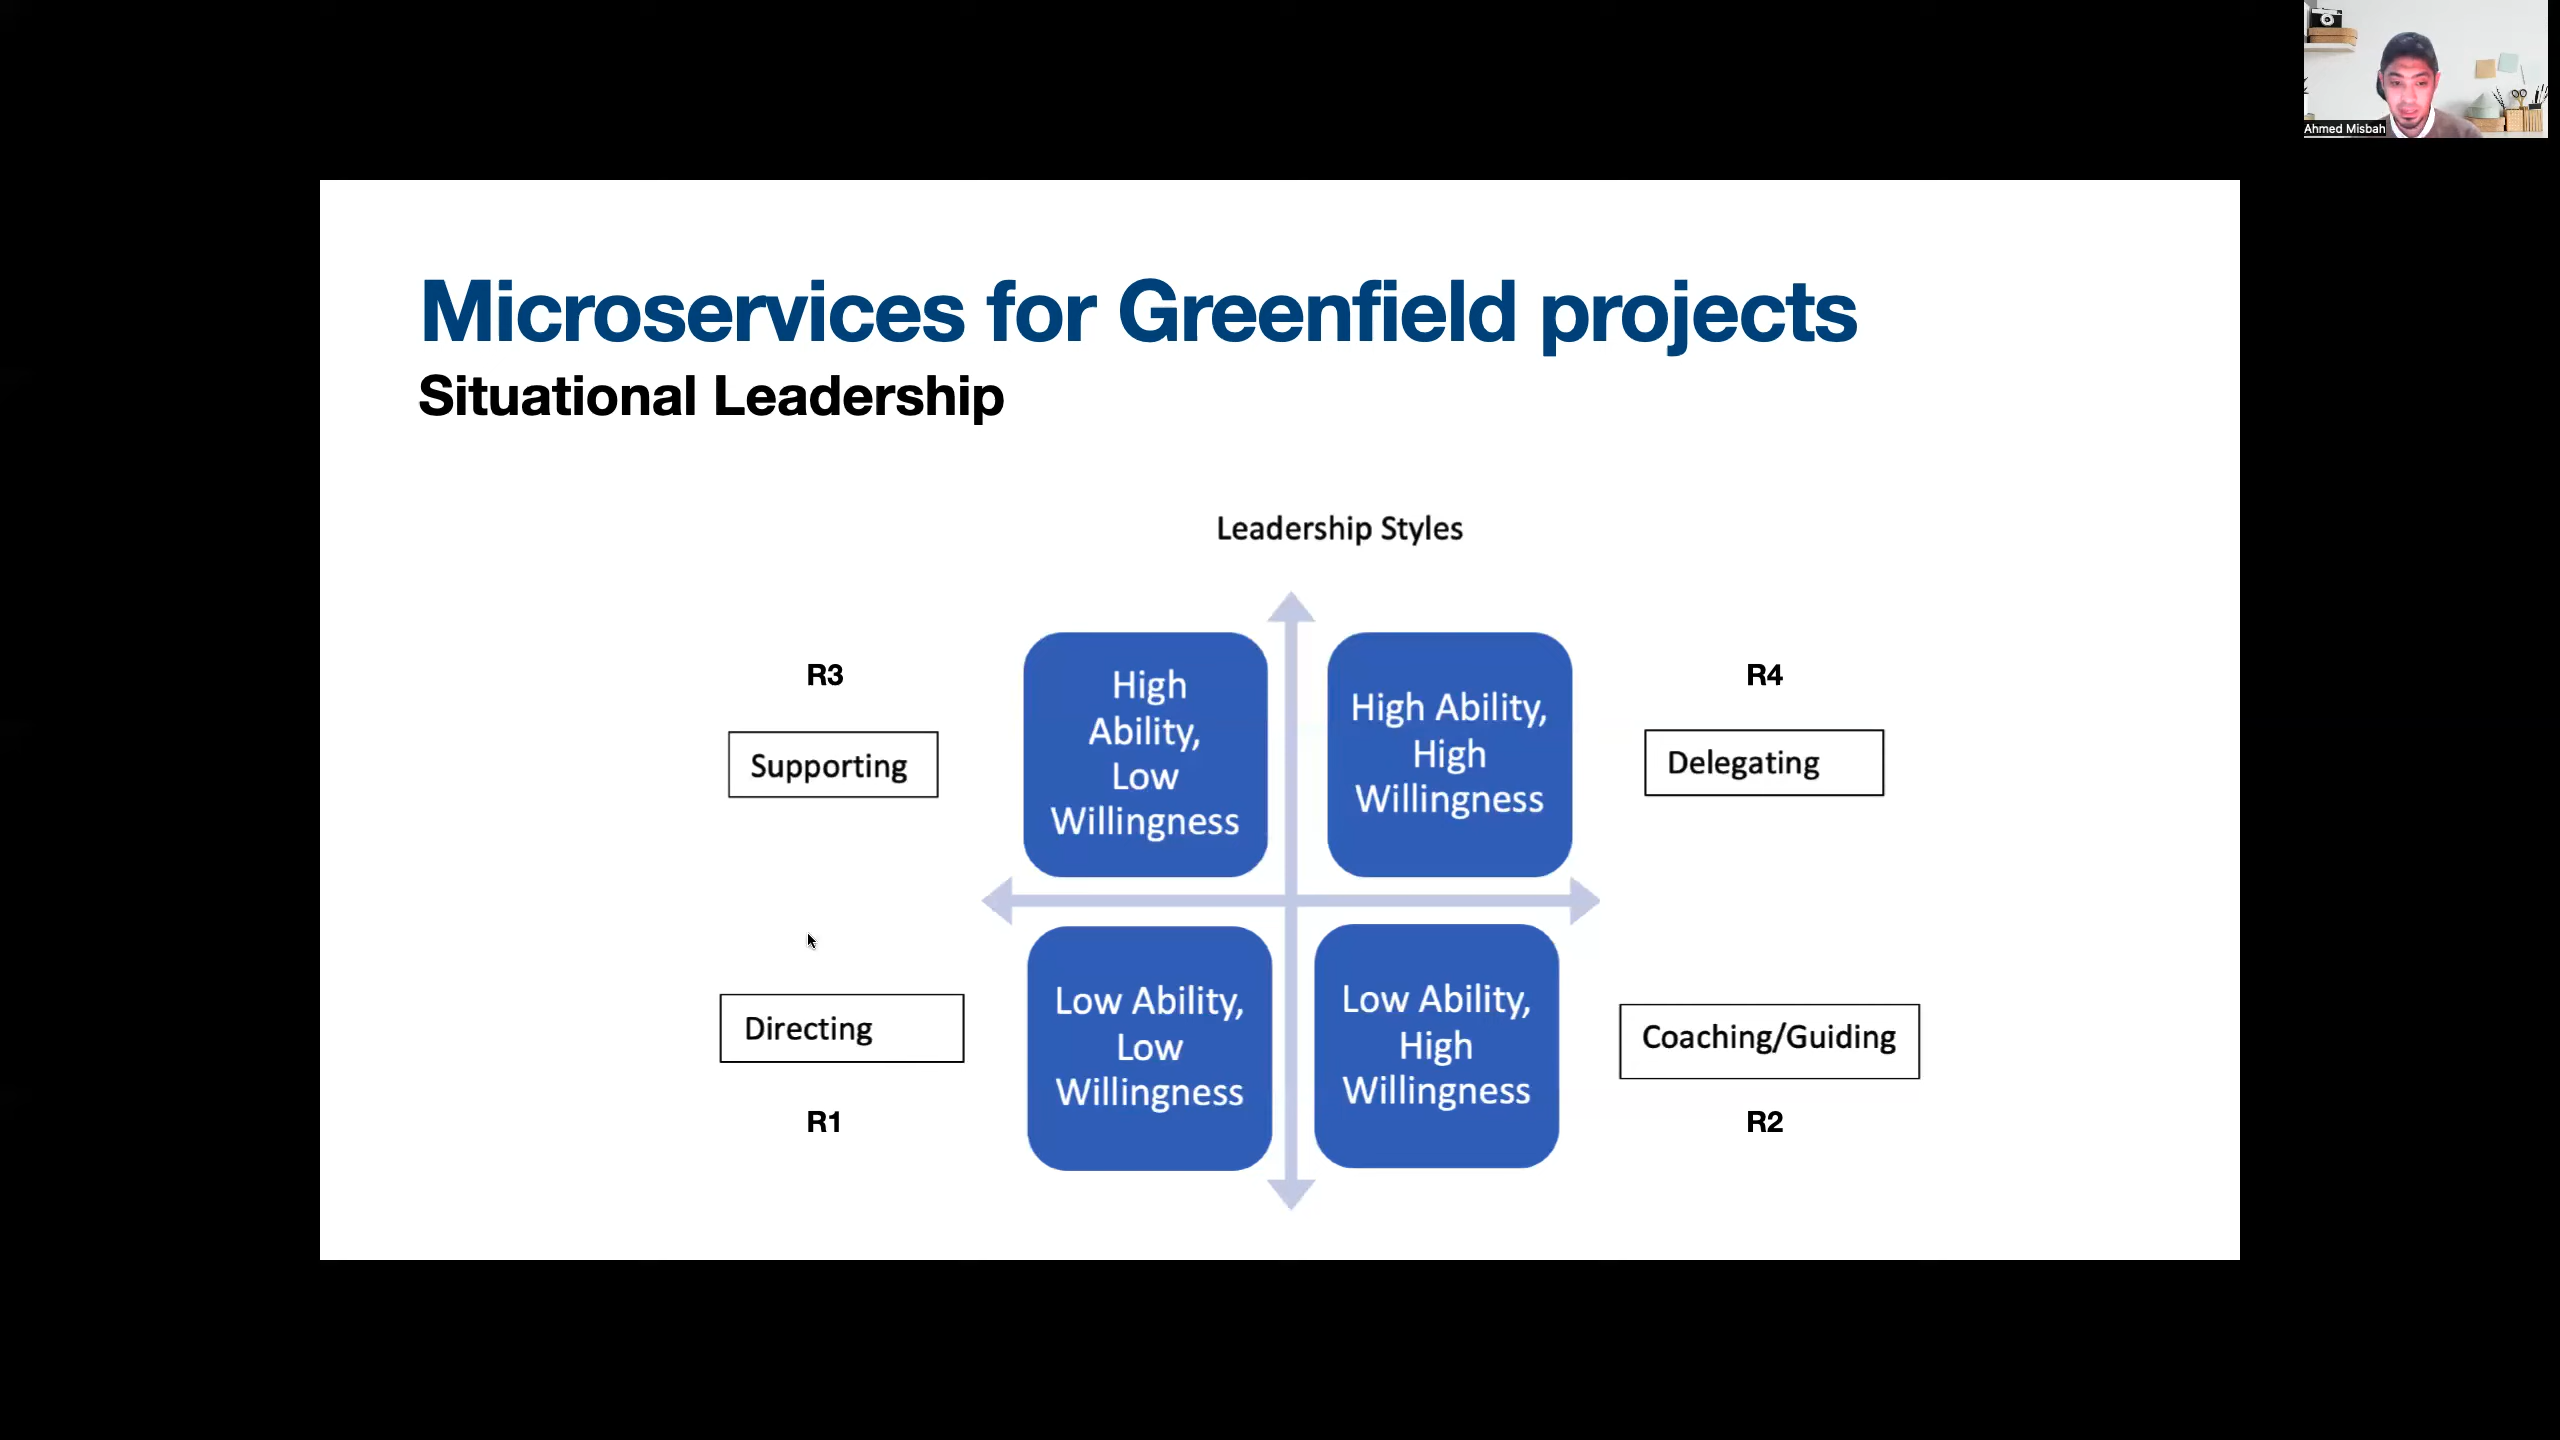 Ahmed Misbah
Microservices for Greenfield projects
Situational Leadership
Leadership Styles
R3
Supporting
High
Ability,
Low
Willingness
High Ability,
High
Willingness
R4
Delegating
Directing
R1
Low Ability,
Low
Willingness
Low Ability,
High
Willingness
Coaching/Guiding
R2